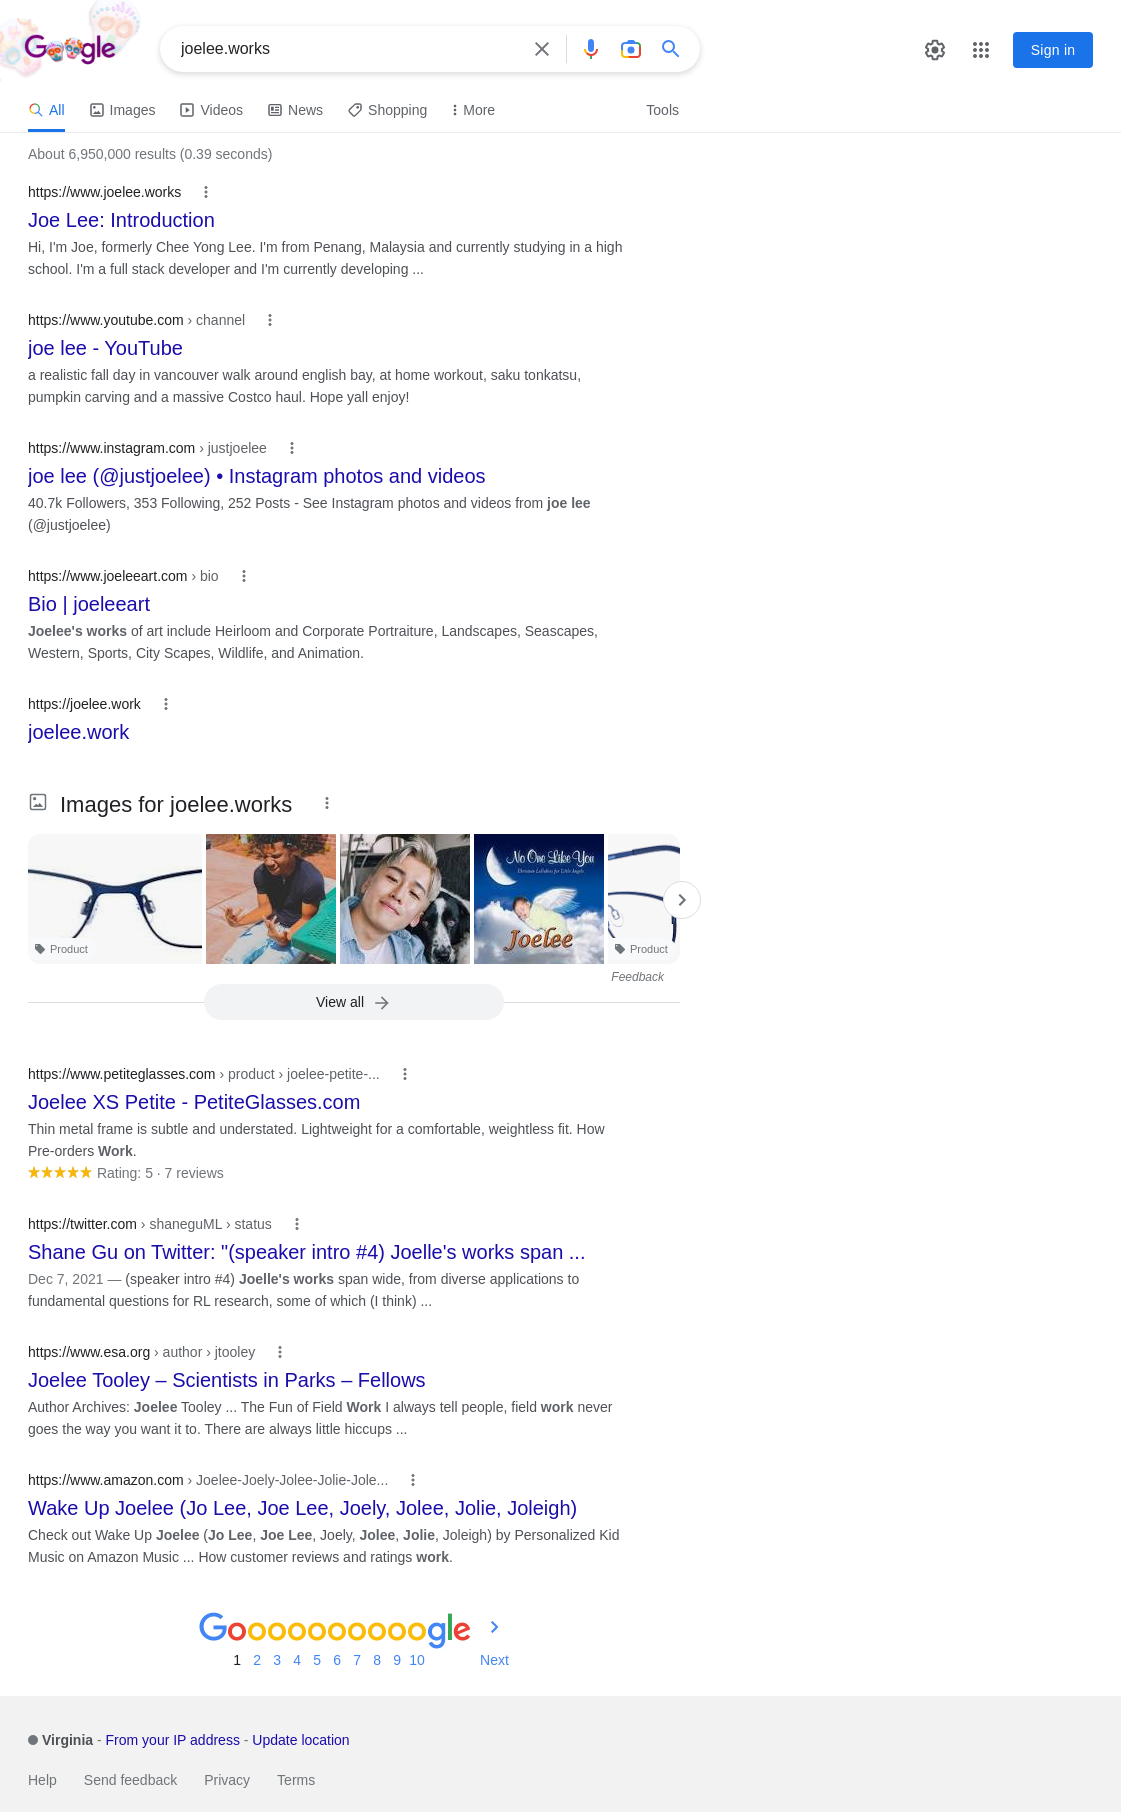 Google
joelee.works
Sign in
All Images Videos News Shopping More Tools
About 6,950,000 results (0.39 seconds)
https://www.joelee.works
Joe Lee: Introduction
Hi, I'm Joe, formerly Chee Yong Lee. I'm from Penang, Malaysia and currently studying in a high
school. I'm a full stack developer and I'm currently developing ...
https://www.youtube.com › channel
joe lee - YouTube
a realistic fall day in vancouver walk around english bay, at home workout, saku tonkatsu,
pumpkin carving and a massive Costco haul. Hope yall enjoy!
https://www.instagram.com › justjoelee
joe lee (@justjoelee) • Instagram photos and videos
40.7k Followers, 353 Following, 252 Posts - See Instagram photos and videos from joe lee
(@justjoelee)
https://www.joeleeart.com › bio
Bio | joeleeart
Joelee's works of art include Heirloom and Corporate Portraiture, Landscapes, Seascapes,
Western, Sports, City Scapes, Wildlife, and Animation.
https://joelee.work
joelee.work
Images for joelee.works
No One Like You
Christian Lullabies for Little Angels
Joelee
Product
Product
Feedback
View all
https://www.petiteglasses.com › product › joelee-petite-...
Joelee XS Petite - PetiteGlasses.com
Thin metal frame is subtle and understated. Lightweight for a comfortable, weightless fit. How
Pre-orders Work.
Rating: 5 · 7 reviews
https://twitter.com › shaneguML › status
Shane Gu on Twitter: "(speaker intro #4) Joelle's works span ...
Dec 7, 2021 — (speaker intro #4) Joelle's works span wide, from diverse applications to
fundamental questions for RL research, some of which (I think) ...
https://www.esa.org › author › jtooley
Joelee Tooley – Scientists in Parks – Fellows
Author Archives: Joelee Tooley ... The Fun of Field Work I always tell people, field work never
goes the way you want it to. There are always little hiccups ...
https://www.amazon.com › Joelee-Joely-Jolee-Jolie-Jole...
Wake Up Joelee (Jo Lee, Joe Lee, Joely, Jolee, Jolie, Joleigh)
Check out Wake Up Joelee (Jo Lee, Joe Lee, Joely, Jolee, Jolie, Joleigh) by Personalized Kid
Music on Amazon Music ... How customer reviews and ratings work.
Goooooooooogle
1 2 3 4 5 6 7 8 9 10 Next
Virginia - From your IP address - Update location
Help Send feedback Privacy Terms